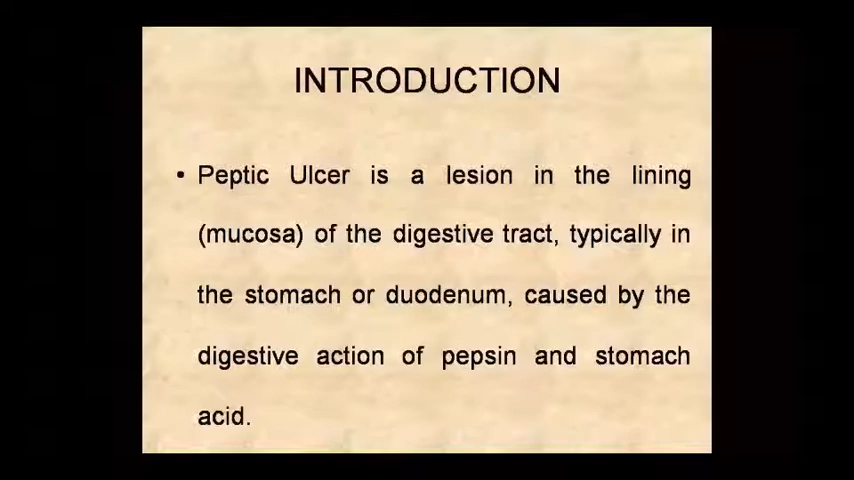 INTRODUCTION
• Peptic Ulcer is a lesion in the lining
(mucosa) of the digestive tract, typically in
the stomach or duodenum, caused by the
digestive action of pepsin and stomach
acid.